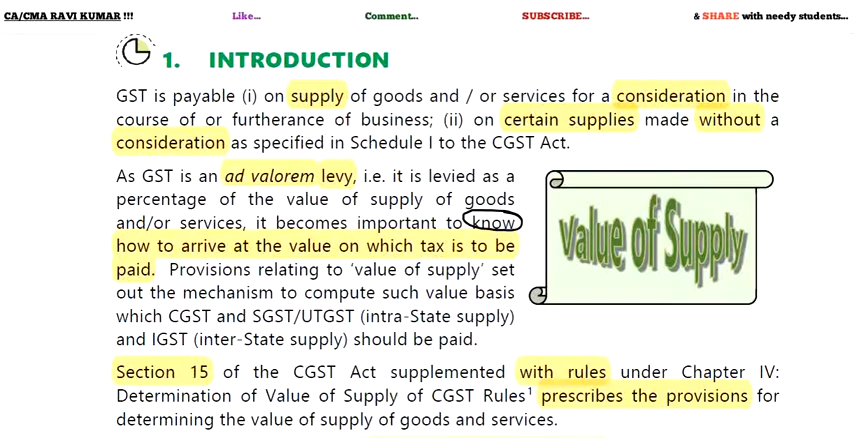 CA/CMA RAVI KUMAR !!! Like... Comment... SUBSCRIBE... & SHARE with needy students...
1. INTRODUCTION
GST is payable (i) on supply of goods and / or services for a consideration in the
course of or furtherance of business; (ii) on certain supplies made without a
consideration as specified in Schedule I to the CGST Act.
As GST is an ad valorem levy, i.e. it is levied as a
percentage of the value of supply of goods
and/or services, it becomes important to know
how to arrive at the value on which tax is to be
paid. Provisions relating to ‘value of supply’ set
out the mechanism to compute such value basis
which CGST and SGST/UTGST (intra-State supply)
and IGST (inter-State supply) should be paid.
Value of Supply
Section 15 of the CGST Act supplemented with rules under Chapter IV:
Determination of Value of Supply of CGST Rules¹ prescribes the provisions for
determining the value of supply of goods and services.